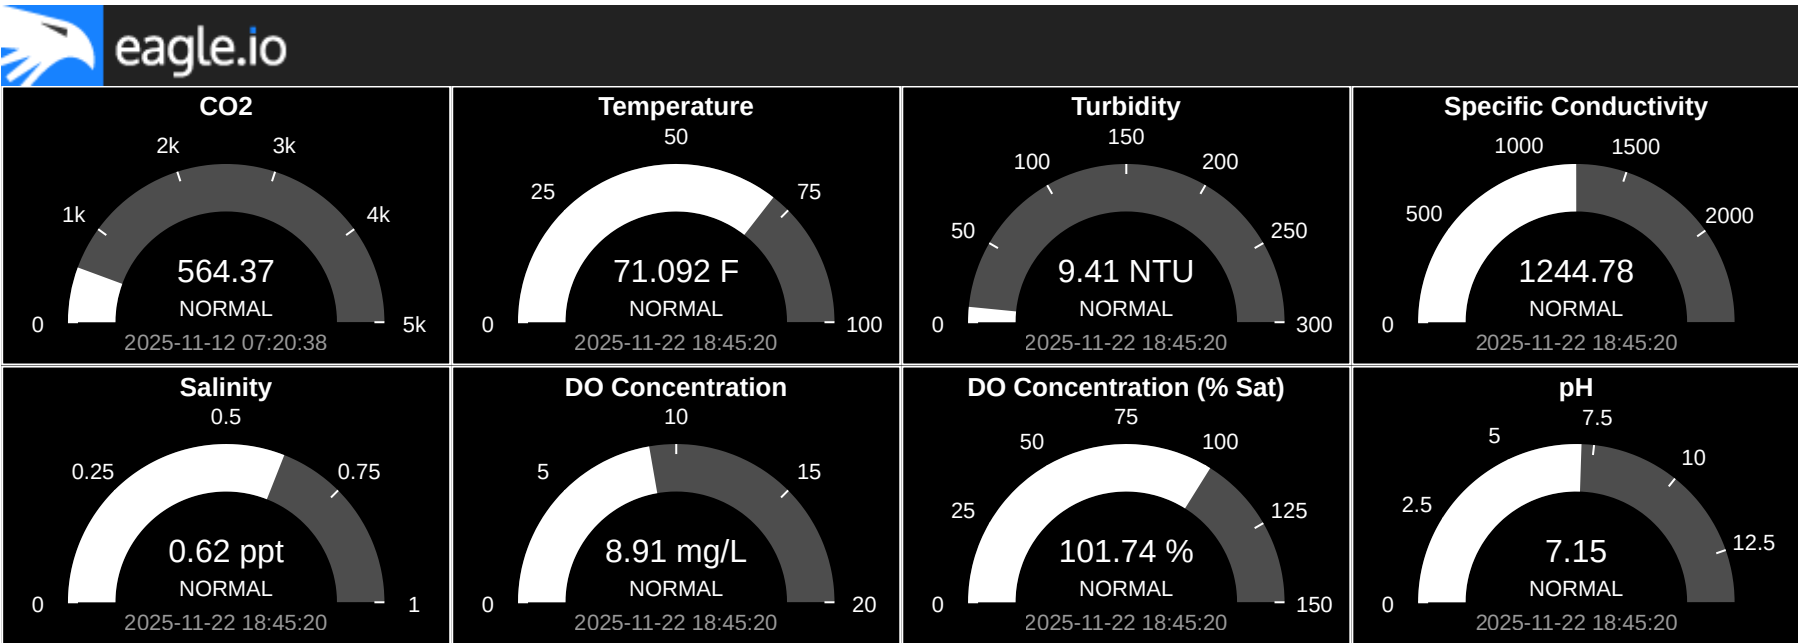 eagle.io
CO2
2k 3k
1k 4k
564.37
NORMAL
0 5k
2025-11-12 07:20:38
Temperature
50
25 75
71.092 F
NORMAL
0 100
2025-11-22 18:45:20
Turbidity
150
100 200
50 250
9.41 NTU
NORMAL
0 300
2025-11-22 18:45:20
Specific Conductivity
1000 1500
500 2000
1244.78
NORMAL
0
2025-11-22 18:45:20
Salinity
0.5
0.25 0.75
0.62 ppt
NORMAL
0 1
2025-11-22 18:45:20
DO Concentration
10
5 15
8.91 mg/L
NORMAL
0 20
2025-11-22 18:45:20
DO Concentration (% Sat)
75
50 100
25 125
101.74 %
NORMAL
0 150
2025-11-22 18:45:20
pH
7.5
5 10
2.5 12.5
7.15
NORMAL
0
2025-11-22 18:45:20